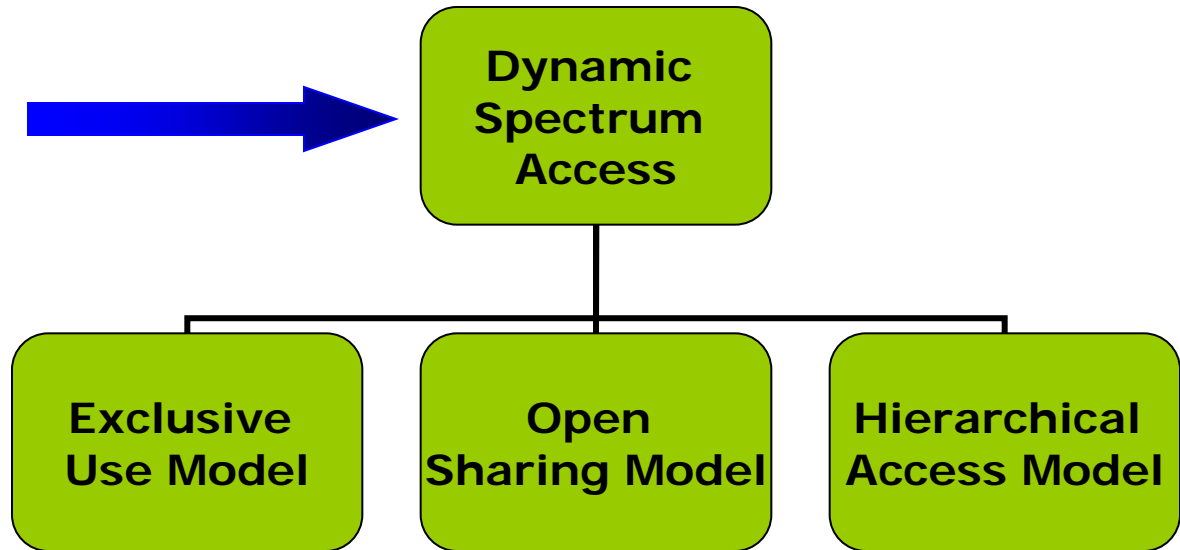 Dynamic
Spectrum
Access
Exclusive
Use Model
Open
Sharing Model
Hierarchical
Access Model